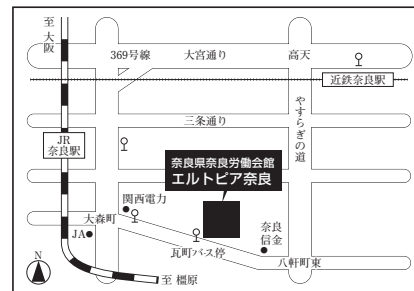 至 大阪
369号線
大宮通り
高天
近鉄奈良駅
三条通り
やすらぎの道
JR
奈良駅
奈良県奈良労働会館
エルトピア奈良
関西電力
大森町
JA
瓦町バス停
奈良
信金
八軒町東
至 橿原
N